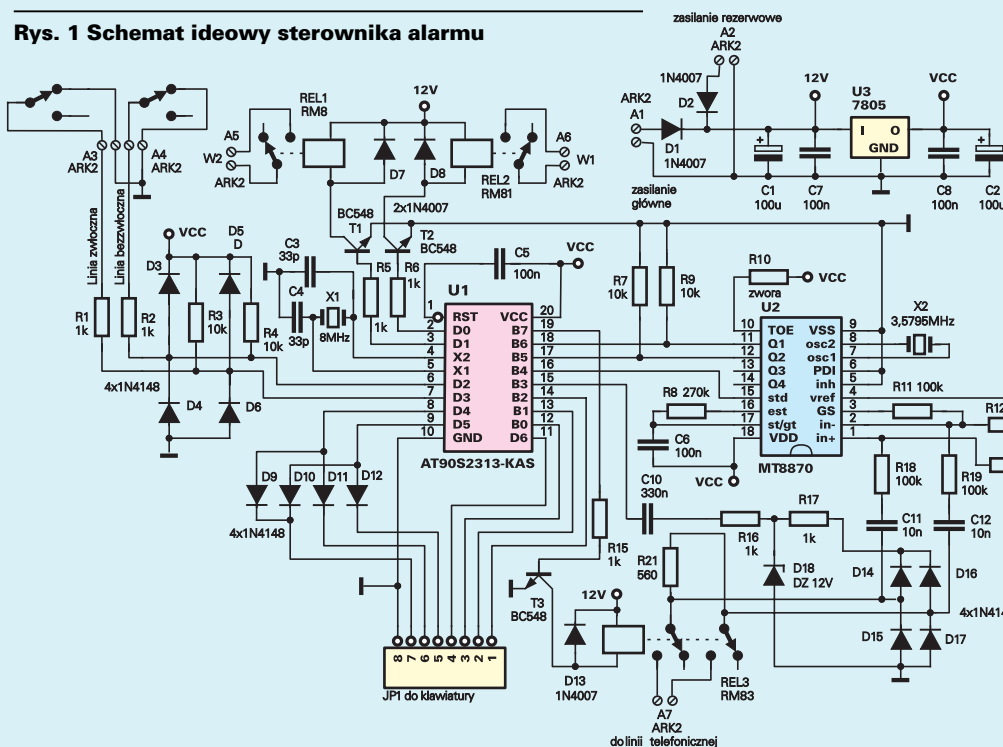 Rys. 1 Schemat ideowy sterownika alarmu
zasilanie rezerwowe
A2
ARK2
1N4007
D2
ARK2
A1
D1
1N4007
zasilanie
główne
12V
U3
7805
I O
GND
VCC
C1
100u
C7
100n
C8
100n
C2
100u
A3
ARK2
A4
ARK2
Linia zwłoczna
Linia bezzwłoczna
REL1
RM8
A5
W2
ARK2
12V
D7
D8
2x1N4007
REL2
RM81
A6
W1
ARK2
BC548
T1
T2
BC548
VCC
D5
D
D3
R1
1k
R2
1k
R3
10k
R4
10k
4x1N4148
D4
D6
C3
33p
C4
33p
X1
8MHz
R5
1k
R6
1k
C5
100n
VCC
U1
1 RST VCC 20
2 D0 B7 19
3 D1 B6 18
4 X2 B5 17
5 X1 B4 16
6 D2 B3 15
7 D3 B2 14
8 D4 B1 13
9 D5 B0 12
10 GND D6 11
AT90S2313-KAS
R7
10k
R9
10k
R10
zwora
VCC
U2
10 TOE VSS 9
11 Q1 osc2 8
12 Q2 osc1 7
13 Q3 PDI 6
14 Q4 inh 5
15 std vref 4
16 est GS 3
17 st/gt in- 2
18 VDD in+ 1
MT8870
X2
3,5795MHz
R8 270k
C6
100n
VCC
R11 100k
R12
R18
100k
R19
100k
C11
10n
C12
10n
C10
330n
R16
1k
R17
1k
D18
DZ 12V
D14
D16
4x1N414
D15
D17
D9
D10
D11
D12
4x1N4148
R15
1k
T3
BC548
R21
560
12V
D13
1N4007
REL3
RM83
A7
ARK2
do linii telefonicznej
8 7 6 5 4 3 2 1
JP1 do klawiatury